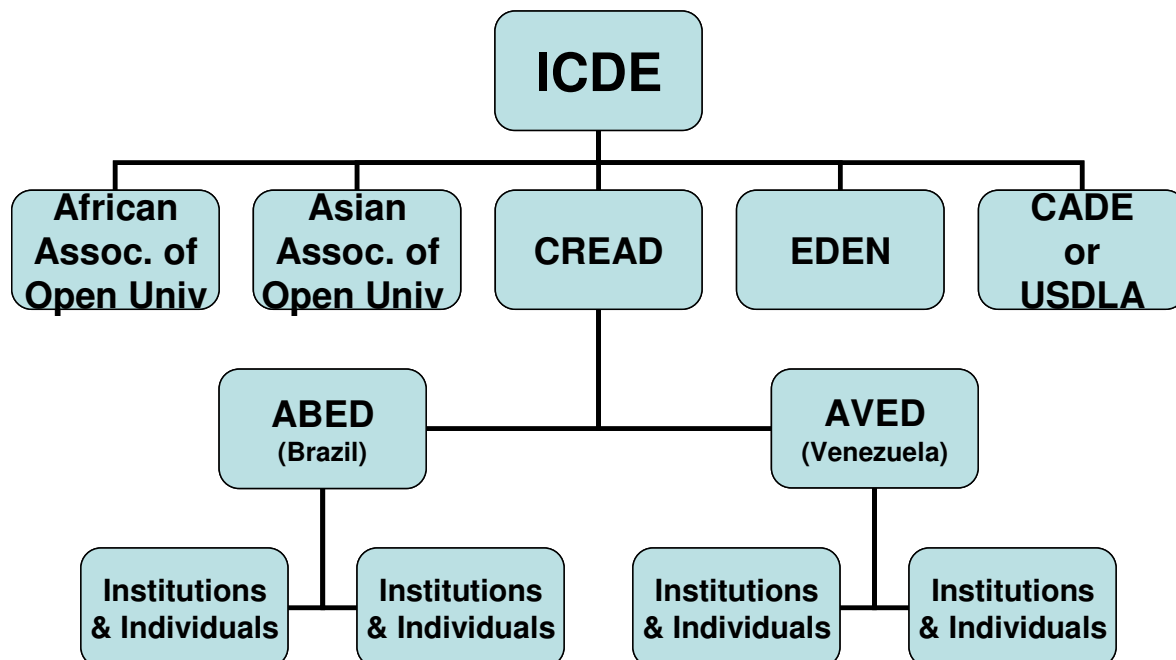 ICDE
African
Assoc. of
Open Univ
Asian
Assoc. of
Open Univ
CREAD
EDEN
CADE
or
USDLA
ABED
(Brazil)
AVED
(Venezuela)
Institutions
& Individuals
Institutions
& Individuals
Institutions
& Individuals
Institutions
& Individuals